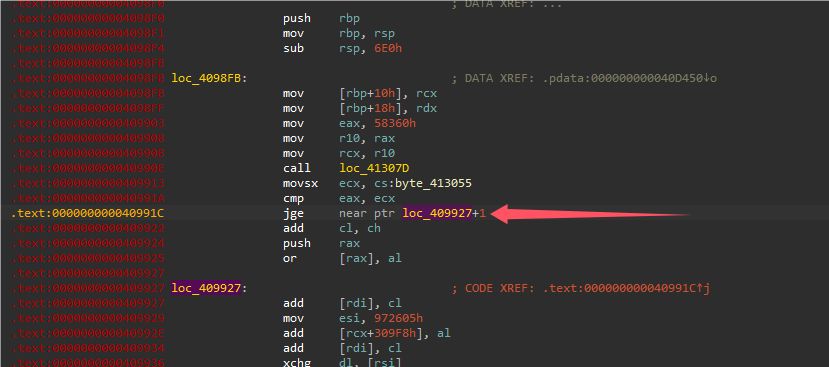 .text:00000000004098F0 ; DATA XREF: ...
.text:00000000004098F0 push rbp
.text:00000000004098F1 mov rbp, rsp
.text:00000000004098F4 sub rsp, 6E0h
.text:00000000004098FB
.text:00000000004098FB loc_4098FB: ; DATA XREF: .pdata:000000000040D450↓o
.text:00000000004098FB mov [rbp+10h], rcx
.text:00000000004098FF mov [rbp+18h], rdx
.text:0000000000409903 mov eax, 58360h
.text:0000000000409908 mov r10, rax
.text:000000000040990B mov rcx, r10
.text:000000000040990E call loc_41307D
.text:0000000000409913 movsx ecx, cs:byte_413055
.text:000000000040991A cmp eax, ecx
.text:000000000040991C jge near ptr loc_409927+1
.text:0000000000409922 add cl, ch
.text:0000000000409924 push rax
.text:0000000000409925 or [rax], al
.text:0000000000409927
.text:0000000000409927 loc_409927: ; CODE XREF: .text:000000000040991C↑j
.text:0000000000409927 add [rdi], cl
.text:0000000000409929 mov esi, 972605h
.text:000000000040992E add [rcx+309F8h], al
.text:0000000000409934 add [rdi], cl
.text:0000000000409936 xchg dl, [rsi]